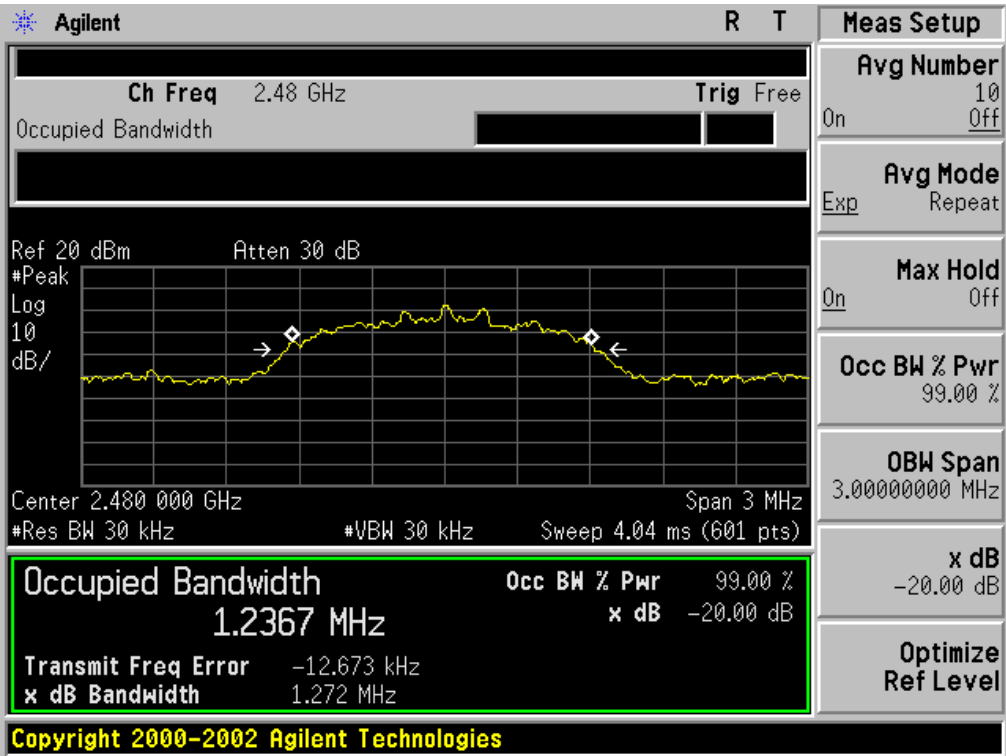 Agilent R T
Ch Freq 2.48 GHz Trig Free
Occupied Bandwidth
Ref 20 dBm Atten 30 dB
#Peak
Log
10
dB/
Center 2.480 000 GHz Span 3 MHz
#Res BW 30 kHz #VBW 30 kHz Sweep 4.04 ms (601 pts)
Occupied Bandwidth Occ BW % Pwr 99.00 %
1.2367 MHz x dB -20.00 dB
Transmit Freq Error -12.673 kHz
x dB Bandwidth 1.272 MHz
Copyright 2000-2002 Agilent Technologies
Meas Setup
Avg Number
10
On Off
Avg Mode
Exp Repeat
Max Hold
On Off
Occ BW % Pwr
99.00 %
OBW Span
3.00000000 MHz
x dB
-20.00 dB
Optimize
Ref Level